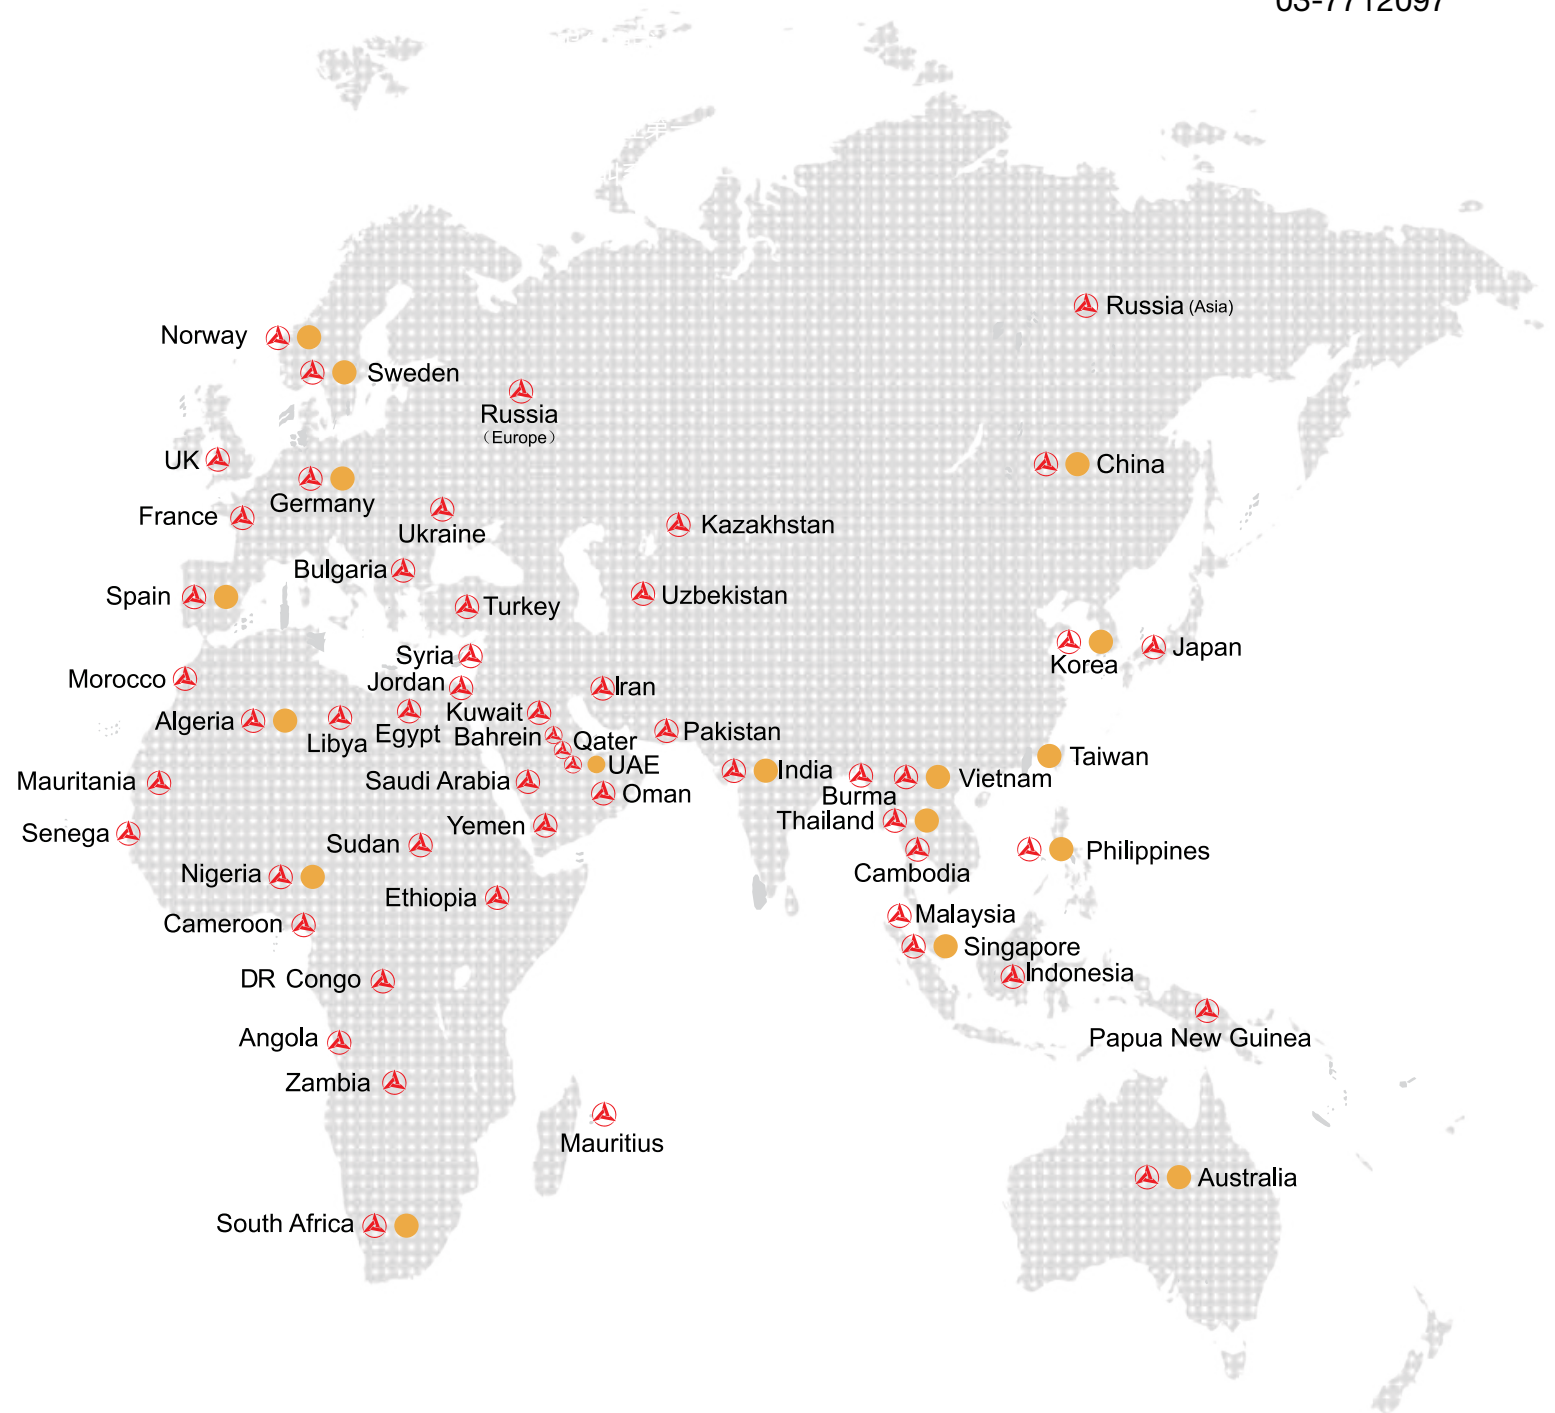 03-7712697
Russia (Asia)
Norway
Sweden
Russia
（Europe）
UK
China
Germany
France
Ukraine
Kazakhstan
Bulgaria
Spain
Turkey
Uzbekistan
Syria
Korea
Japan
Morocco
Jordan
Iran
Algeria
Libya
Egypt
Kuwait
Bahrein
Qater
Pakistan
UAE
India
Taiwan
Mauritania
Saudi Arabia
Oman
Burma
Vietnam
Senega
Sudan
Yemen
Thailand
Philippines
Nigeria
Ethiopia
Cambodia
Cameroon
Malaysia
Singapore
DR Congo
Indonesia
Angola
Papua New Guinea
Zambia
Mauritius
Australia
South Africa